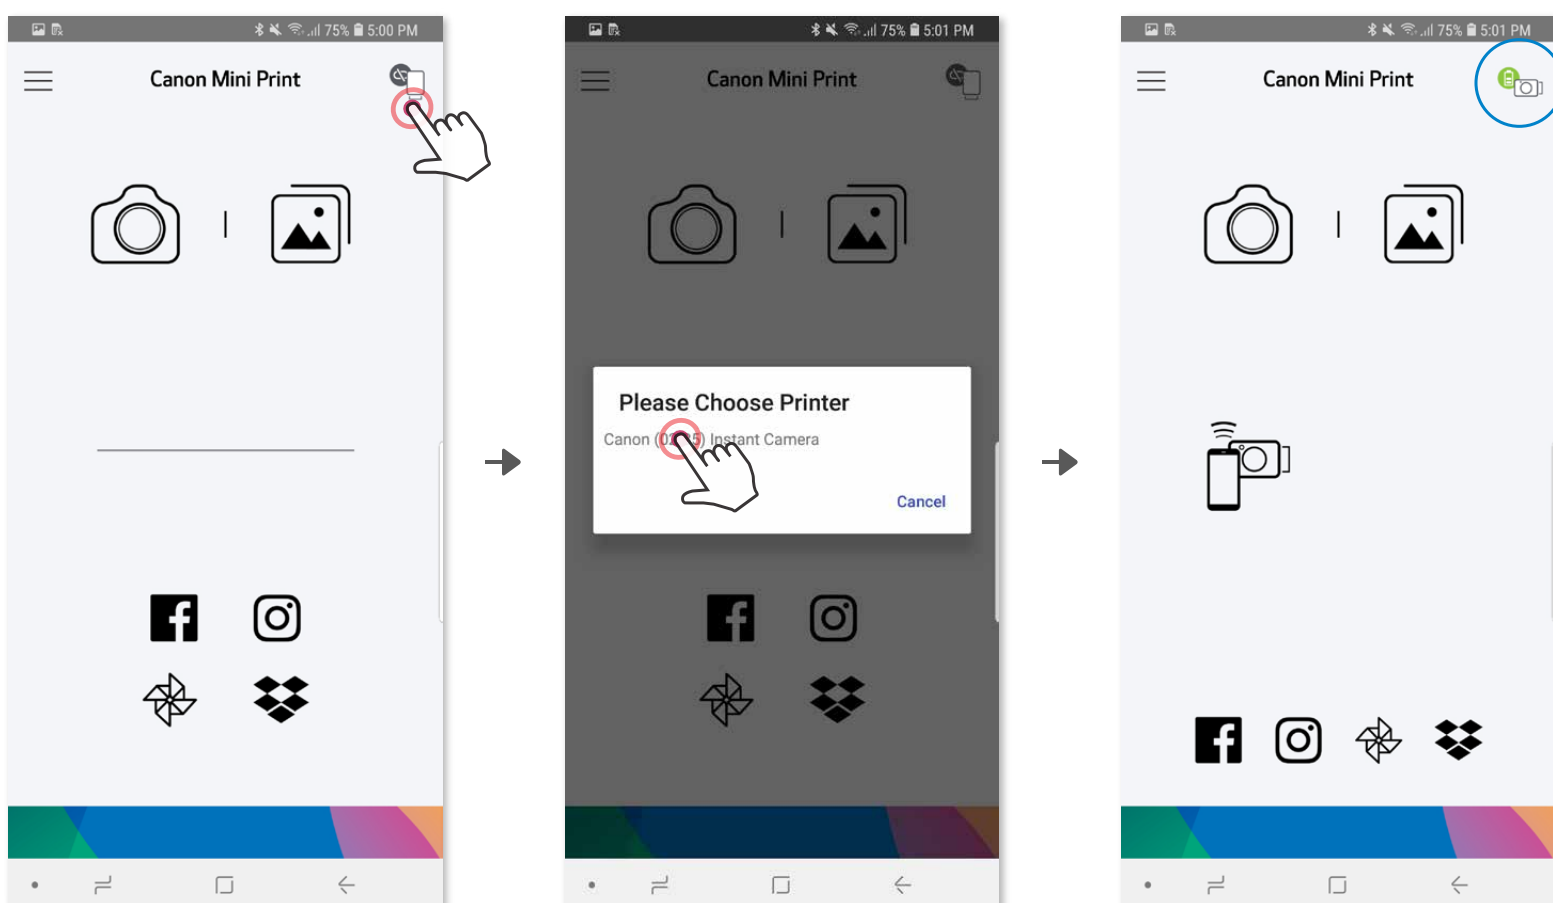 75% 5:00 PM
Canon Mini Print
75% 5:01 PM
Canon Mini Print
Please Choose Printer
Canon ( ) Instant Camera
Cancel
75% 5:01 PM
Canon Mini Print